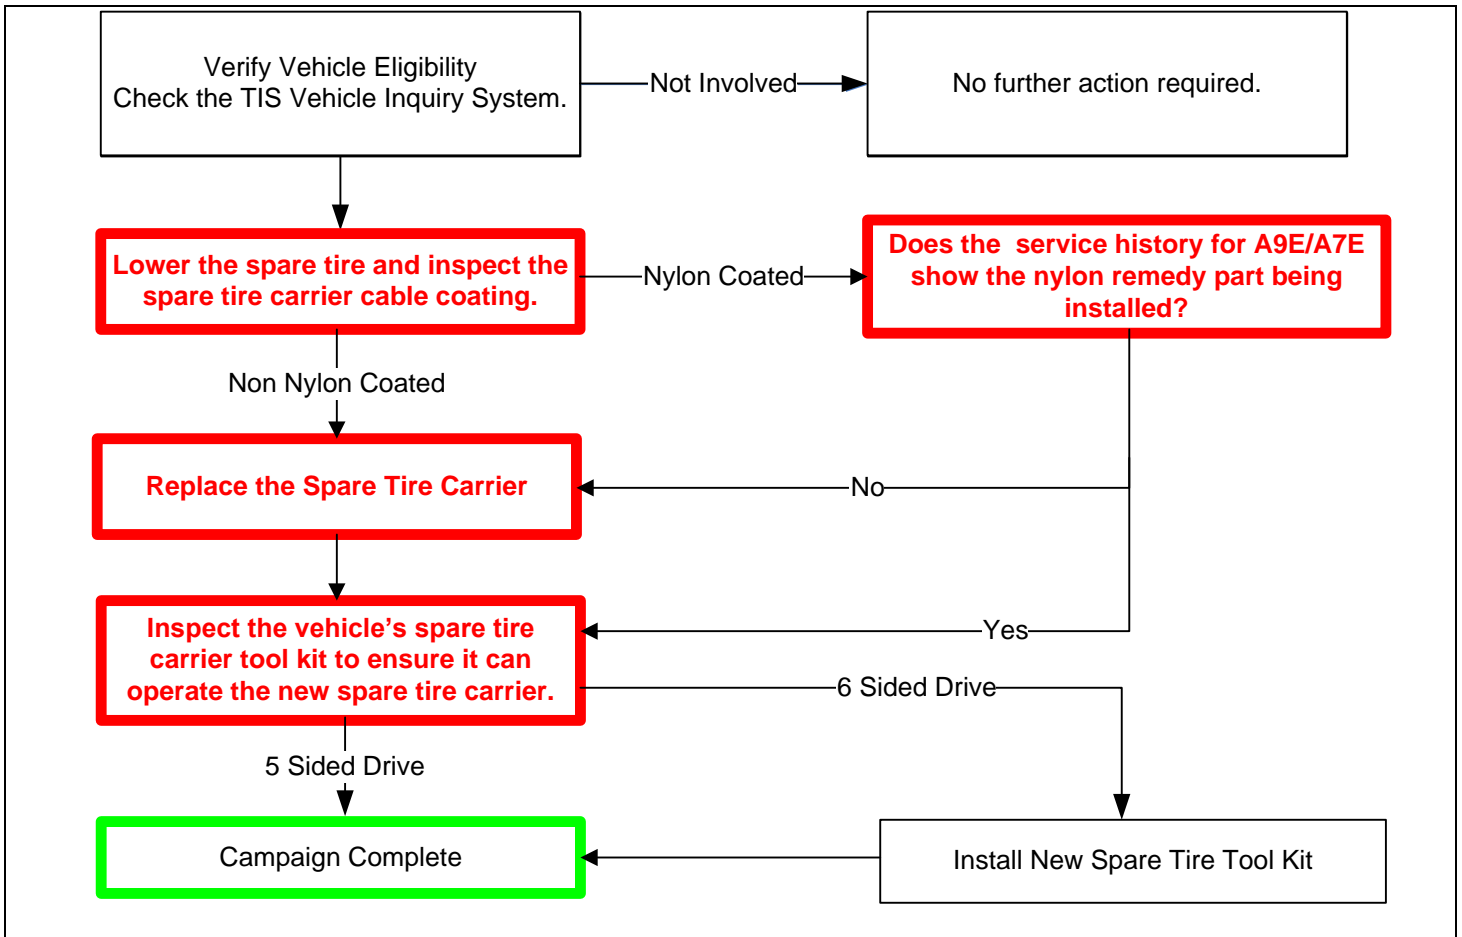 Verify Vehicle Eligibility
Check the TIS Vehicle Inquiry System.
Not Involved
No further action required.
Lower the spare tire and inspect the
spare tire carrier cable coating.
Nylon Coated
Does the service history for A9E/A7E
show the nylon remedy part being
installed?
Non Nylon Coated
Replace the Spare Tire Carrier
No
Inspect the vehicle’s spare tire
carrier tool kit to ensure it can
operate the new spare tire carrier.
Yes
6 Sided Drive
5 Sided Drive
Campaign Complete
Install New Spare Tire Tool Kit